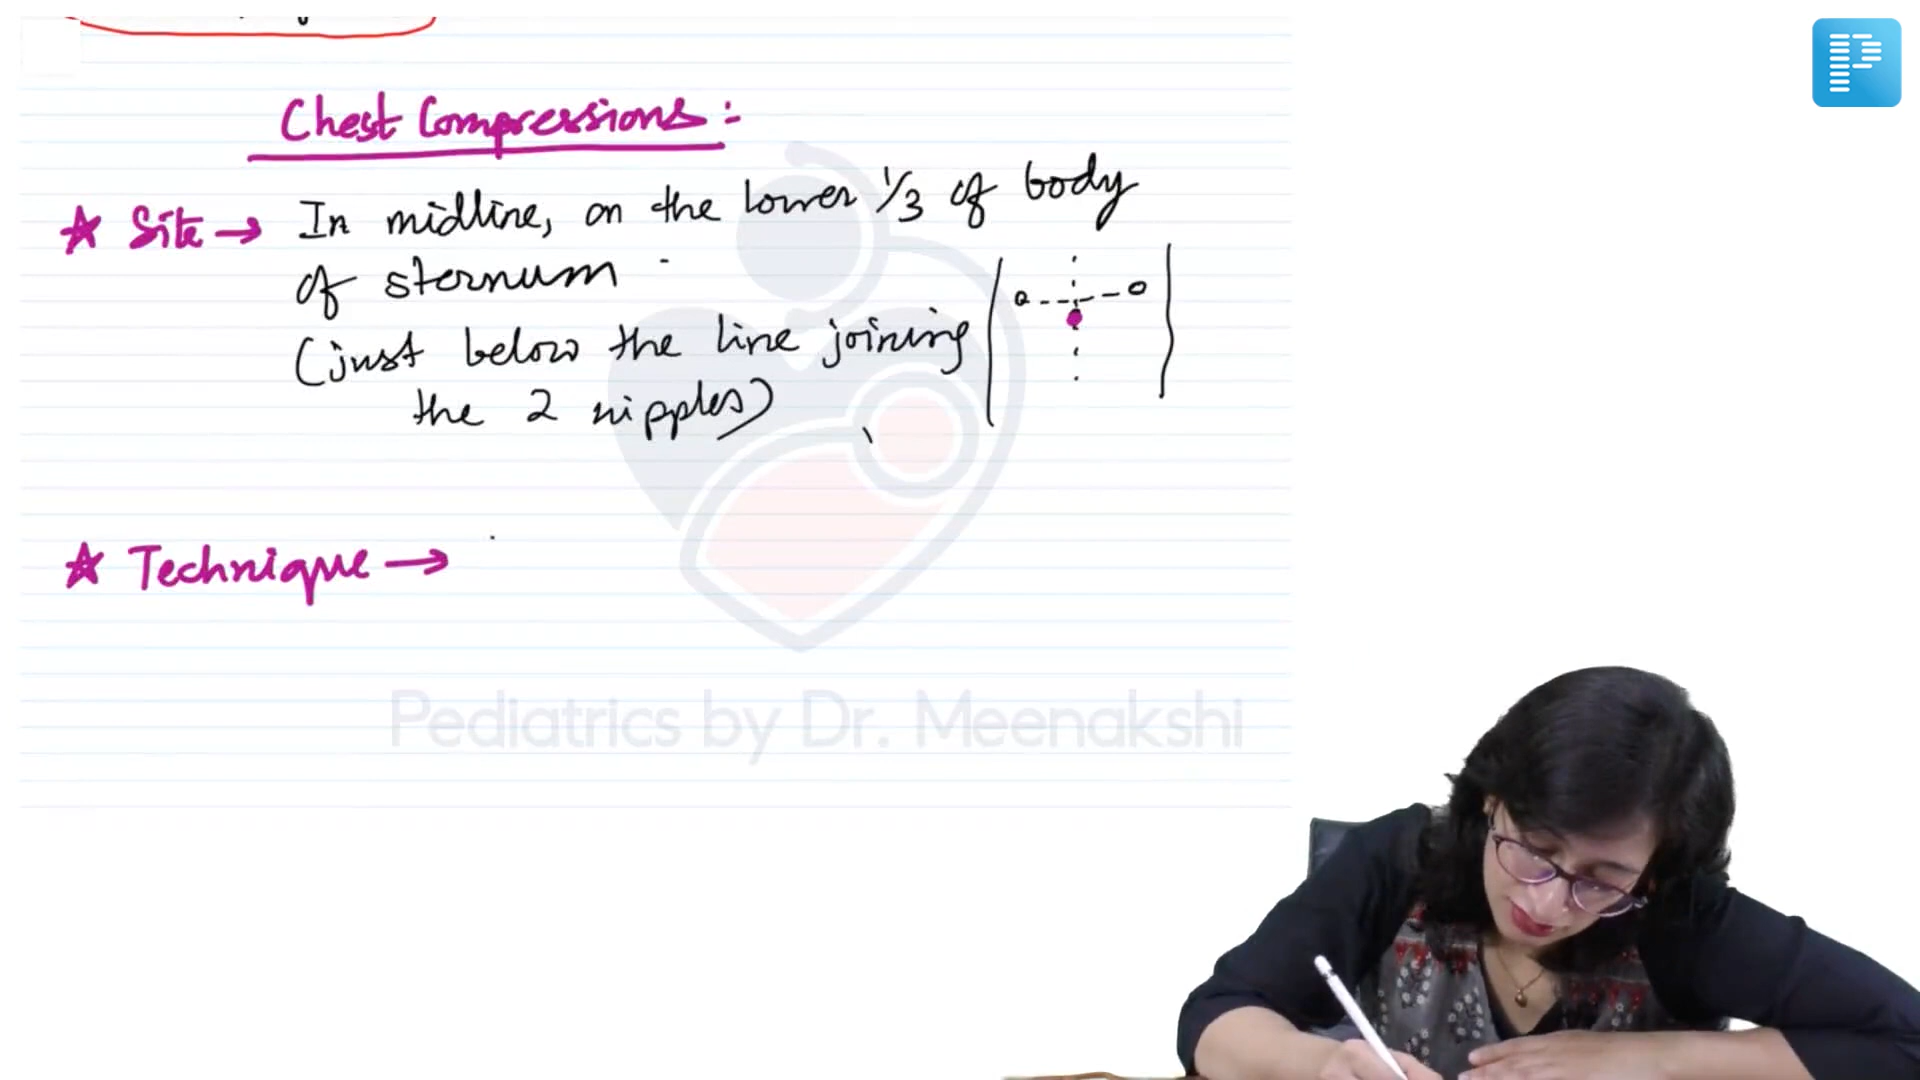 Chest Compressions :
☆ Site → In midline, on the lower 1/3 of body
of sternum
(just below the line joining
the 2 nipples)
☆ Technique →
Pediatrics by Dr. Meenakshi